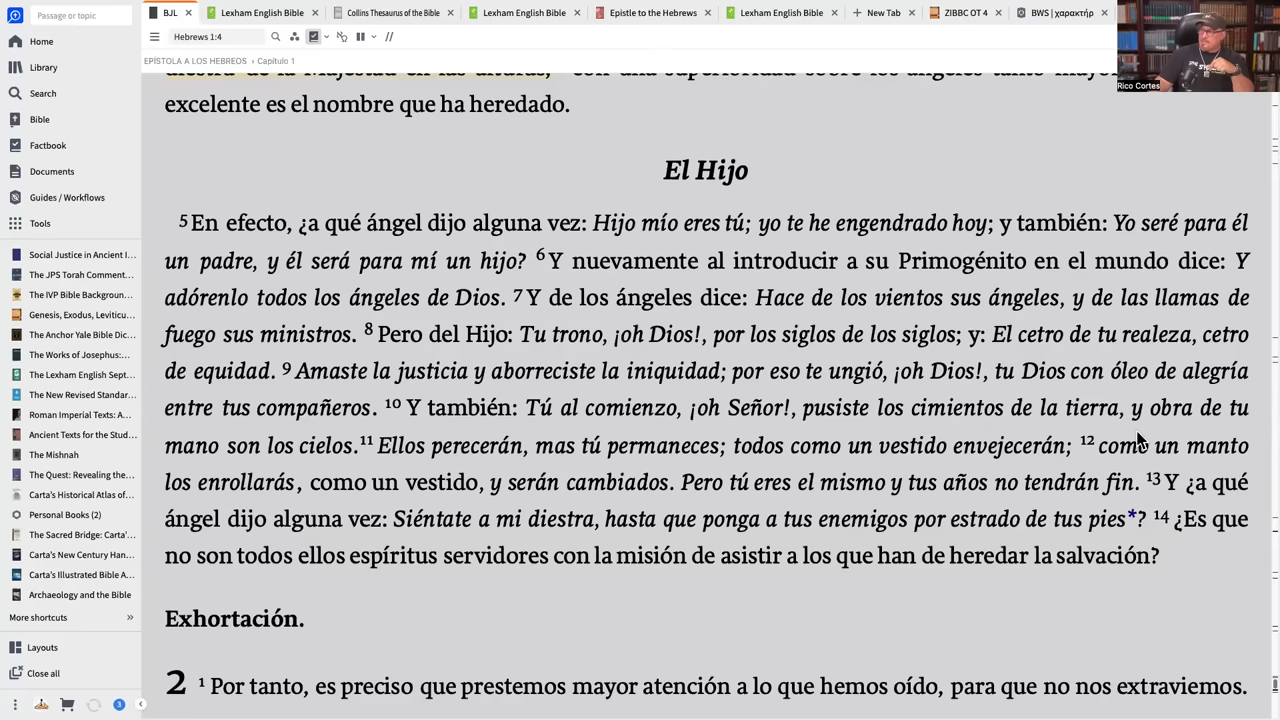 Passage or topic
BJL
Lexham English Bible
Collins Thesaurus of the Bible
Lexham English Bible
Epistle to the Hebrews
Lexham English Bible
New Tab
ZIBBC OT 4
BWS | χαρακτήρ
Home
Library
Search
Bible
Factbook
Documents
Guides / Workflows
Tools
Social Justice in Ancient I...
The JPS Torah Comment...
The IVP Bible Backgroun...
Genesis, Exodus, Leviticu...
The Anchor Yale Bible Dic...
The Works of Josephus:...
The Lexham English Sept...
The New Revised Standar...
Roman Imperial Texts: A...
Ancient Texts for the Stud...
The Mishnah
The Quest: Revealing the...
Carta's Historical Atlas of...
Personal Books (2)
The Sacred Bridge: Carta'...
Carta's New Century Han...
Carta's Illustrated Bible A...
Archaeology and the Bible
More shortcuts »
Layouts
Close all
3
Hebrews 1:4
EPÍSTOLA A LOS HEBREOS › Capítulo 1
Rico Cortes
diestra de la Majestad en las alturas, con una superioridad sobre los ángeles tanto
excelente es el nombre que ha heredado.
El Hijo
5 En efecto, ¿a qué ángel dijo alguna vez: Hijo mío eres tú; yo te he engendrado hoy; y también: Yo seré para él
un padre, y él será para mí un hijo? 6 Y nuevamente al introducir a su Primogénito en el mundo dice: Y
adórenlo todos los ángeles de Dios. 7 Y de los ángeles dice: Hace de los vientos sus ángeles, y de las llamas de
fuego sus ministros. 8 Pero del Hijo: Tu trono, ¡oh Dios!, por los siglos de los siglos; y: El cetro de tu realeza, cetro
de equidad. 9 Amaste la justicia y aborreciste la iniquidad; por eso te ungió, ¡oh Dios!, tu Dios con óleo de alegría
entre tus compañeros. 10 Y también: Tú al comienzo, ¡oh Señor!, pusiste los cimientos de la tierra, y obra de tu
mano son los cielos. 11 Ellos perecerán, mas tú permaneces; todos como un vestido envejecerán; 12 como un manto
los enrollarás, como un vestido, y serán cambiados. Pero tú eres el mismo y tus años no tendrán fin. 13 Y ¿a qué
ángel dijo alguna vez: Siéntate a mi diestra, hasta que ponga a tus enemigos por estrado de tus pies*? 14 ¿Es que
no son todos ellos espíritus servidores con la misión de asistir a los que han de heredar la salvación?
Exhortación.
2 1 Por tanto, es preciso que prestemos mayor atención a lo que hemos oído, para que no nos extraviemos.